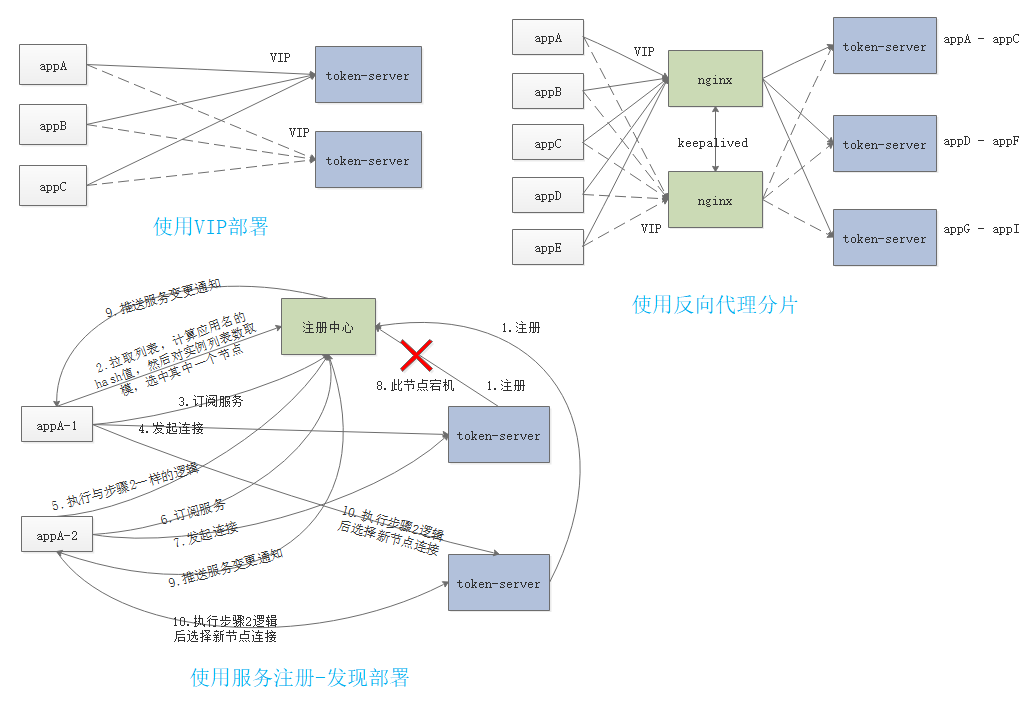 appA
appB
appC
VIP
VIP
token-server
token-server
使用VIP部署
appA
appB
appC
appD
appE
VIP
VIP
nginx
keepalived
nginx
token-server
token-server
token-server
appA - appC
appD - appF
appG - appI
使用反向代理分片
9.推送服务变更通知
注册中心
1.注册
2.拉取列表，计算应用名的
hash值，然后对实例列表数取
模，选中其中一个节点
8.此节点宕机
1.注册
3.订阅服务
appA-1
4.发起连接
token-server
5.执行与步骤2一样的逻辑
6.订阅服务
10.执行步骤2逻辑
后选择新节点连接
appA-2
7.发起连接
9.推送服务变更通知
token-server
10.执行步骤2逻辑
后选择新节点连接
使用服务注册-发现部署